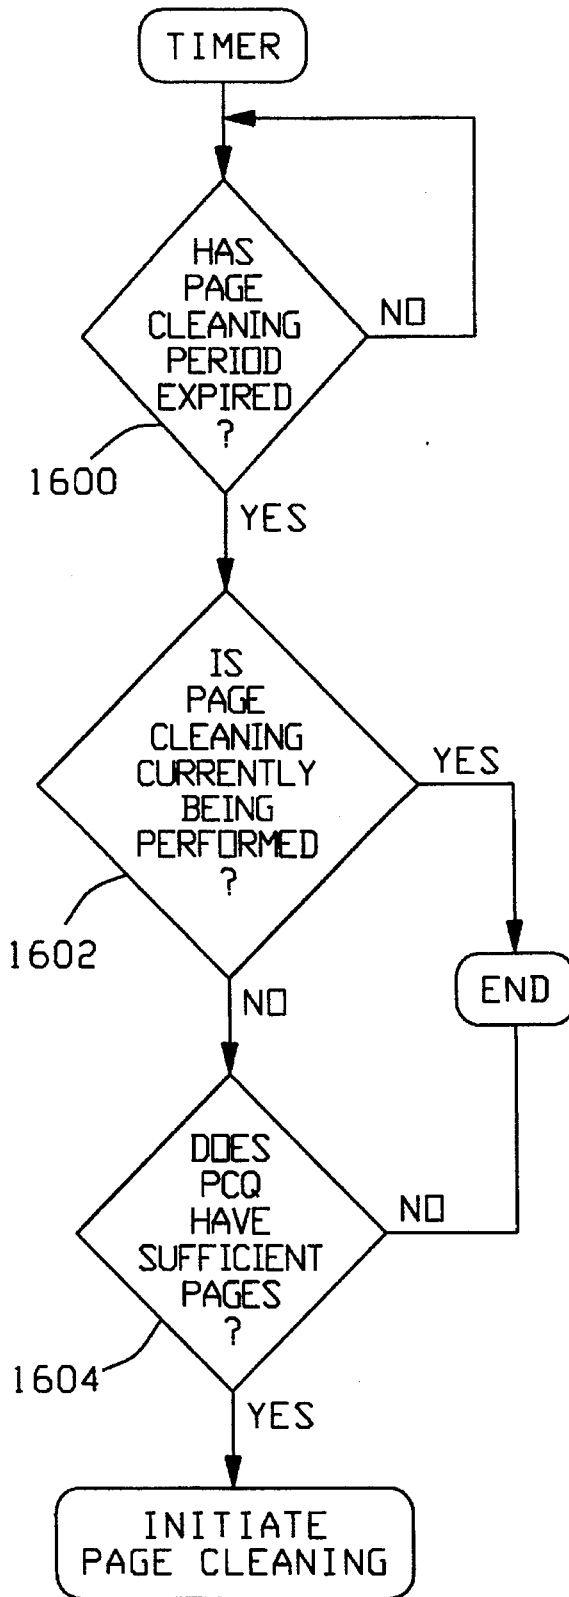 TIMER
HAS
PAGE
CLEANING
PERIOD
EXPIRED
?
NO
1600
YES
IS
PAGE
CLEANING
CURRENTLY
BEING
PERFORMED
?
YES
1602
END
NO
DOES
PCQ
HAVE
SUFFICIENT
PAGES
?
NO
1604
YES
INITIATE
PAGE CLEANING